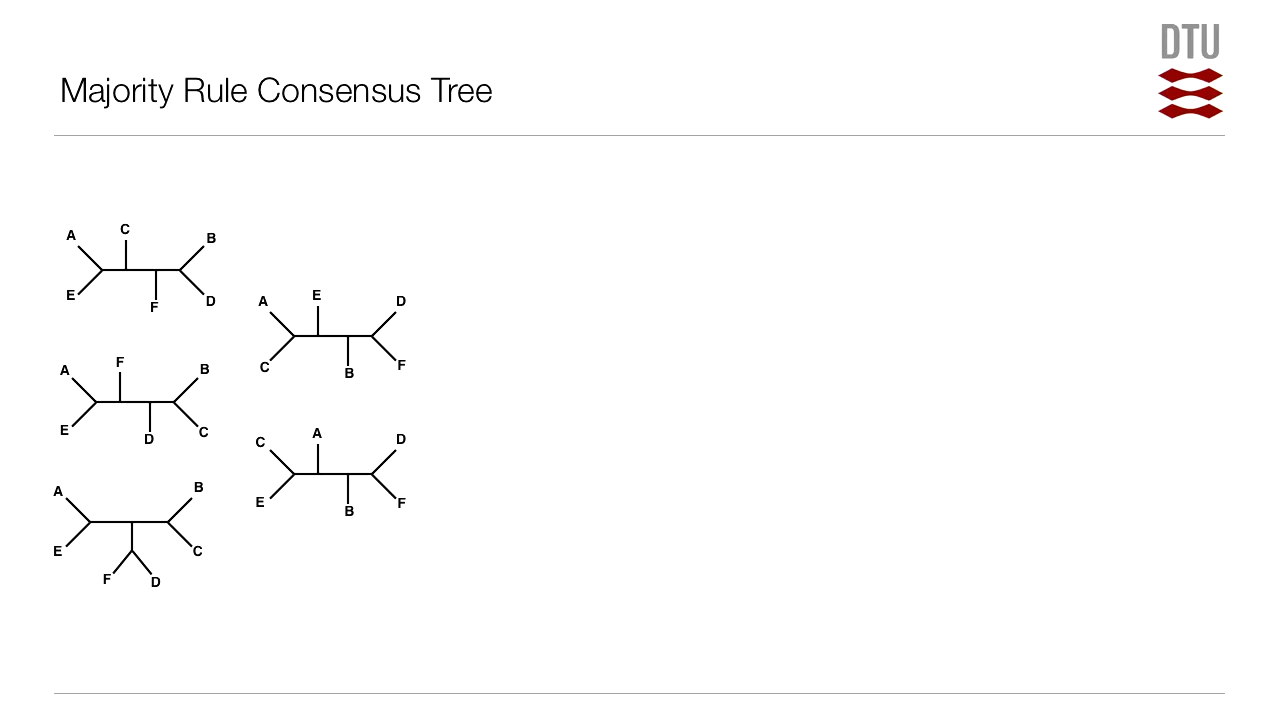 DTU
Majority Rule Consensus Tree
A C B
E F D
A E D
C B F
A F B
E D C
C A D
E B F
A B
E C
F D